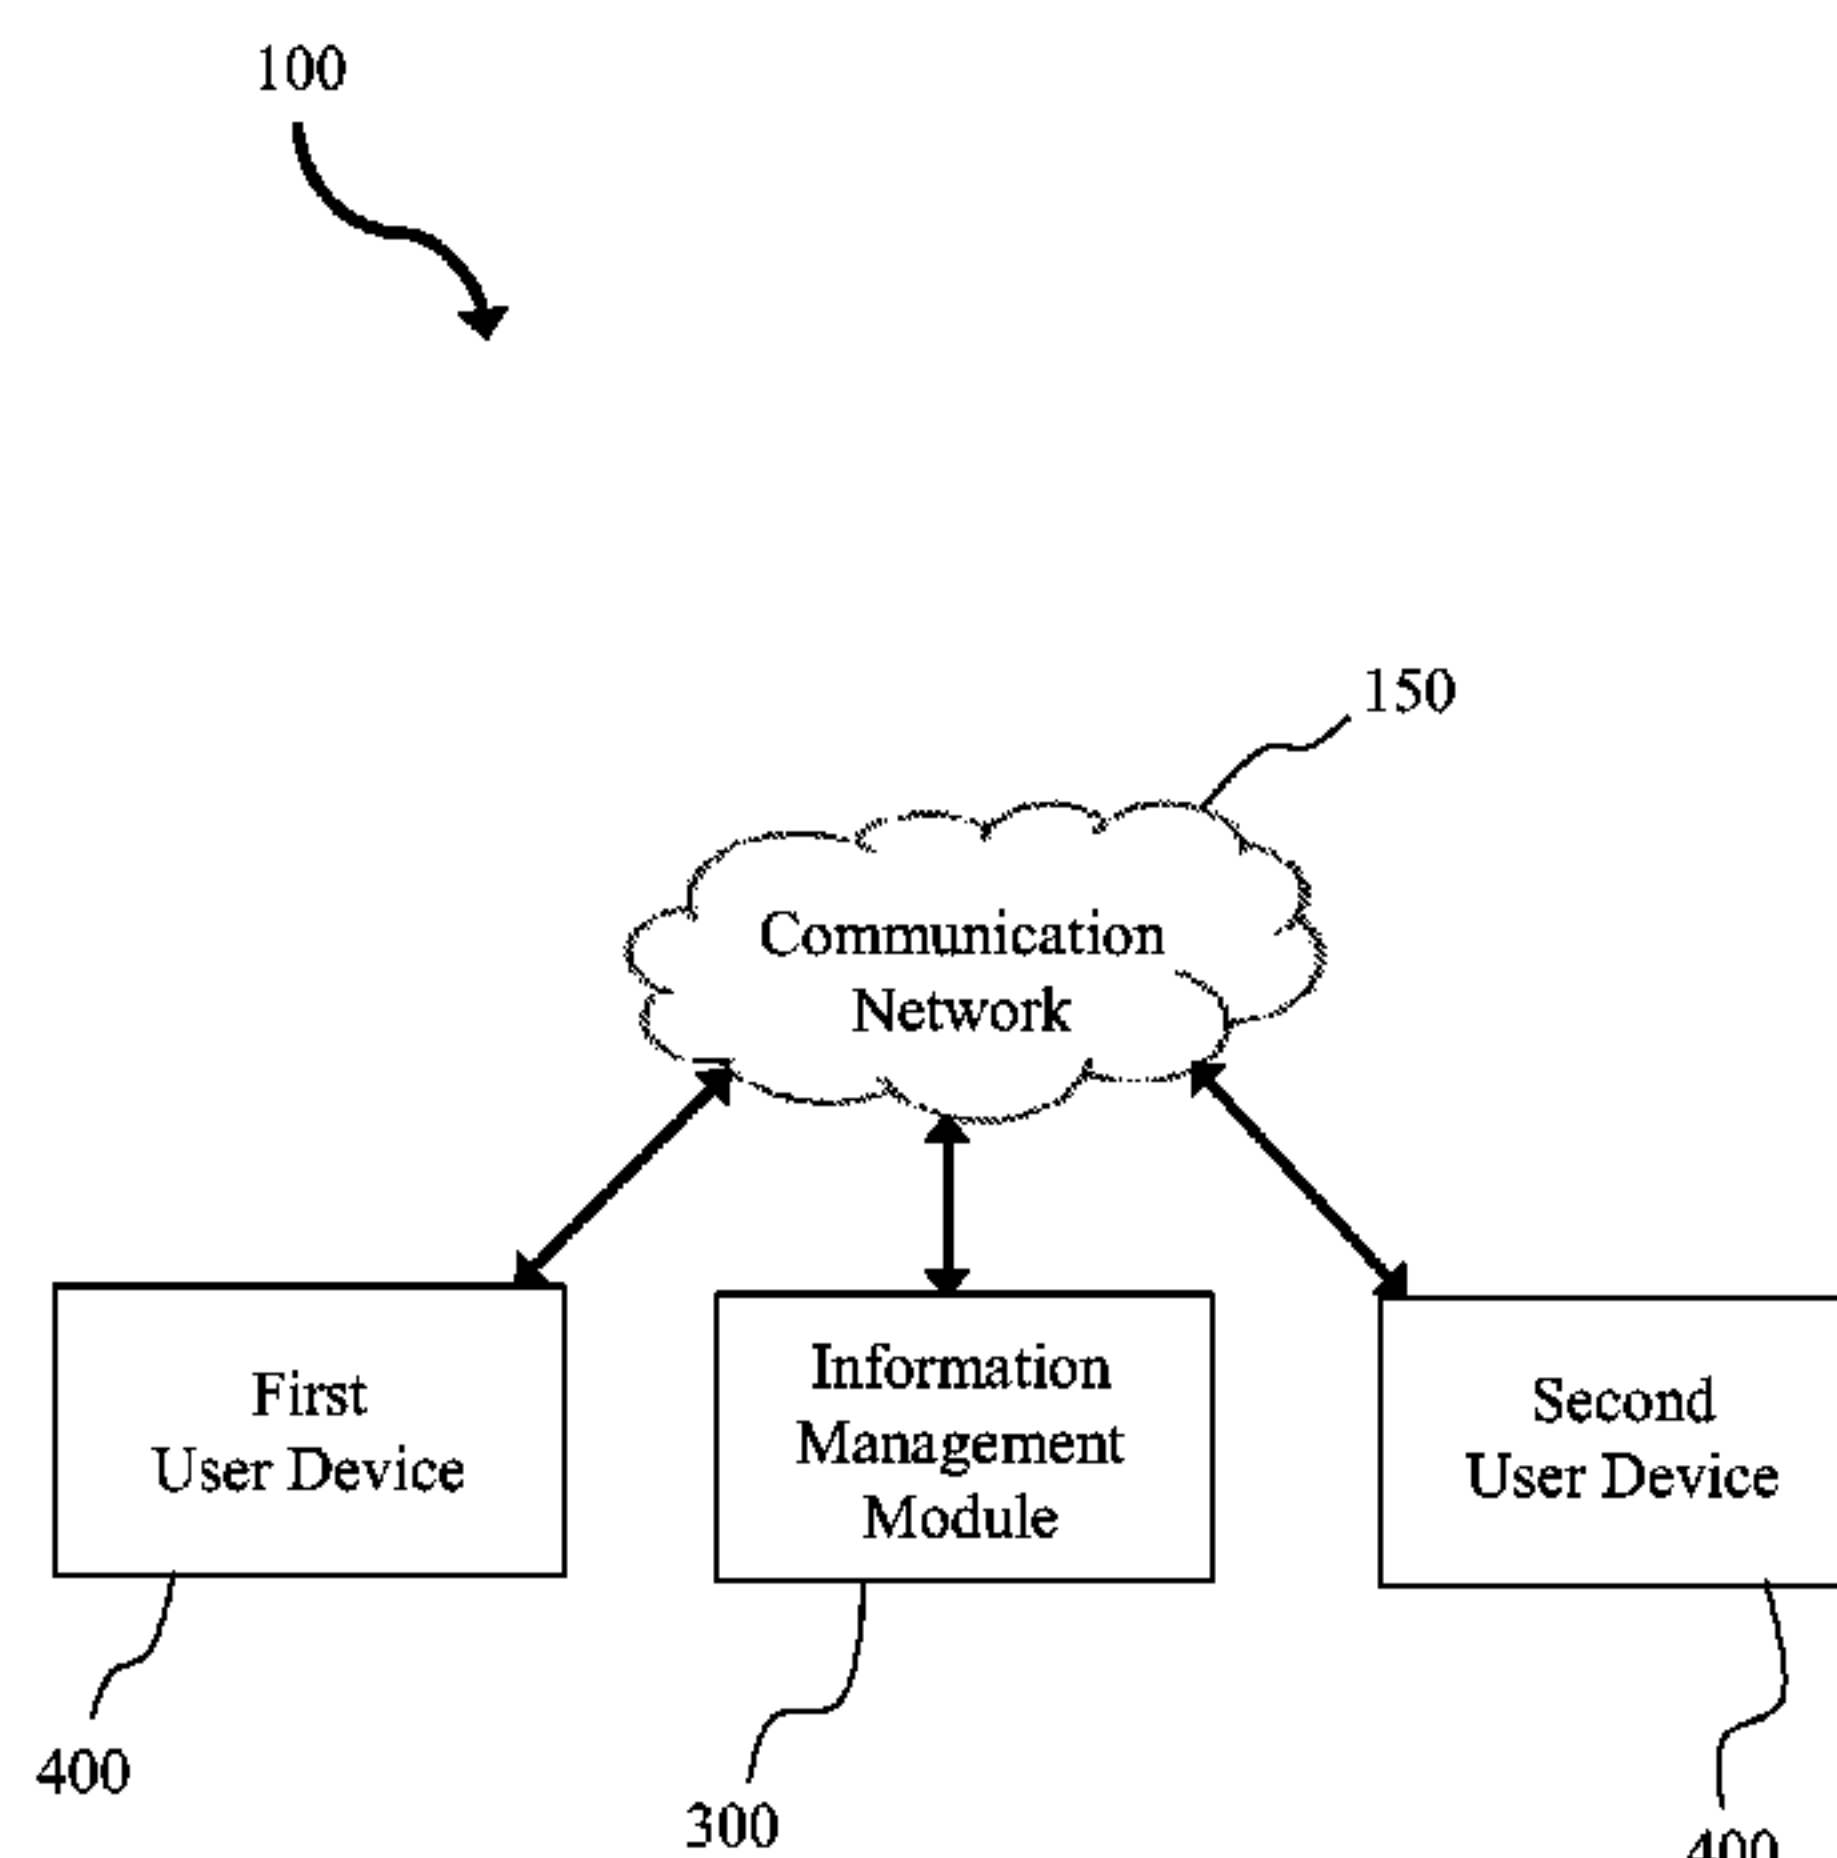 100
150
Communication
Network
First
User Device
Information
Management
Module
Second
User Device
400
300
400